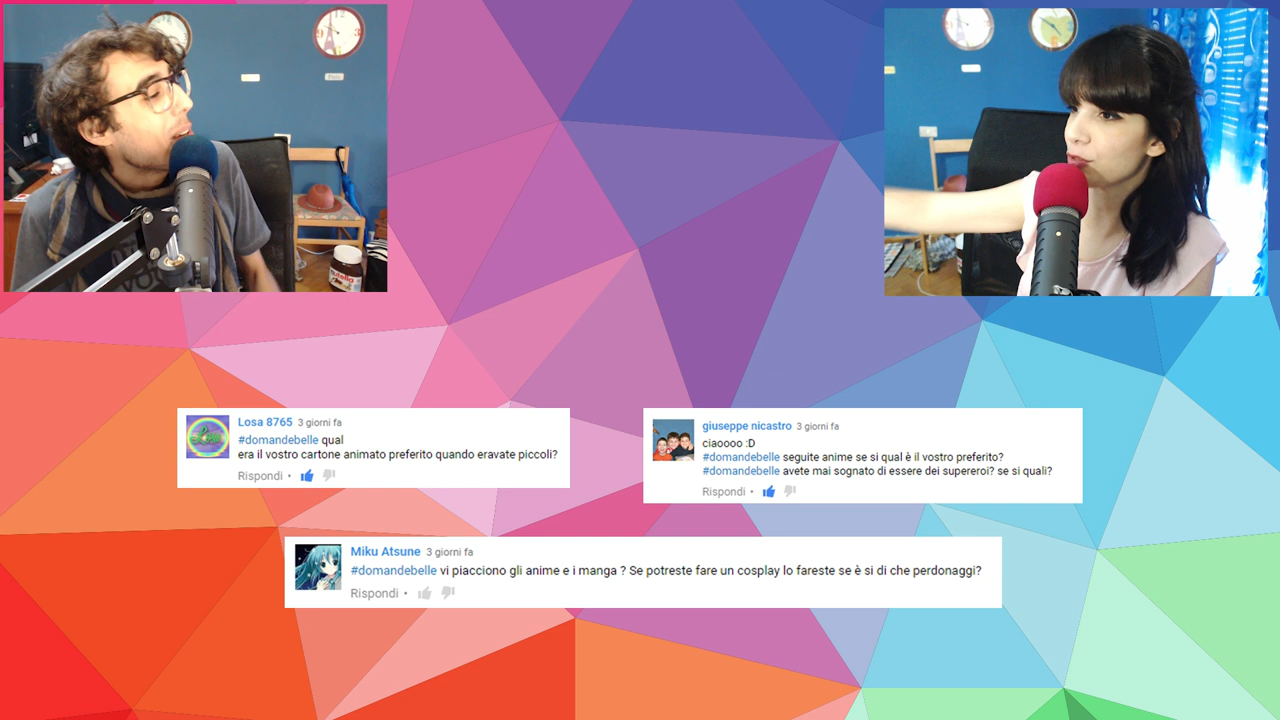 nutella
Losa 8765 3 giorni fa
#domandebelle qual
era il vostro cartone animato preferito quando eravate piccoli?
Rispondi •
giuseppe nicastro 3 giorni fa
ciaoooo :D
#domandebelle seguite anime se si qual è il vostro preferito?
#domandebelle avete mai sognato di essere dei supereroi? se si quali?
Rispondi •
Miku Atsune 3 giorni fa
#domandebelle vi piacciono gli anime e i manga ? Se potreste fare un cosplay lo fareste se è si di che perdonaggi?
Rispondi •